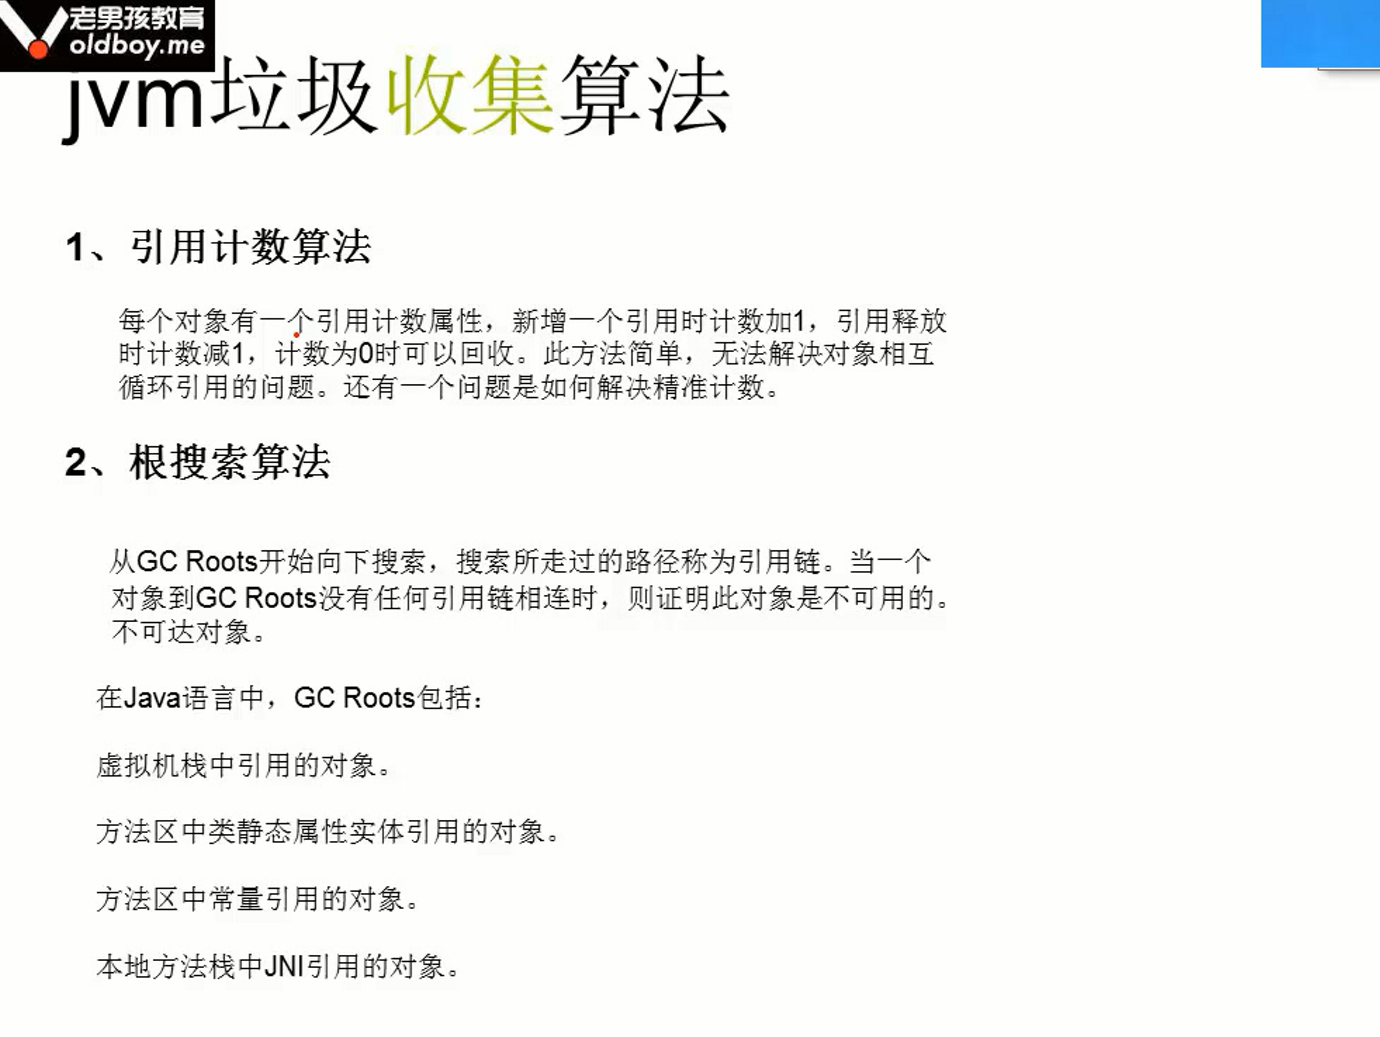 老男孩教育
oldboy.me
jvm垃圾收集算法
1、引用计数算法
每个对象有一个引用计数属性，新增一个引用时计数加1，引用释放
时计数减1，计数为0时可以回收。此方法简单，无法解决对象相互
循环引用的问题。还有一个问题是如何解决精准计数。
2、根搜索算法
从GC Roots开始向下搜索，搜索所走过的路径称为引用链。当一个
对象到GC Roots没有任何引用链相连时，则证明此对象是不可用的。
不可达对象。
在Java语言中，GC Roots包括：
虚拟机栈中引用的对象。
方法区中类静态属性实体引用的对象。
方法区中常量引用的对象。
本地方法栈中JNI引用的对象。